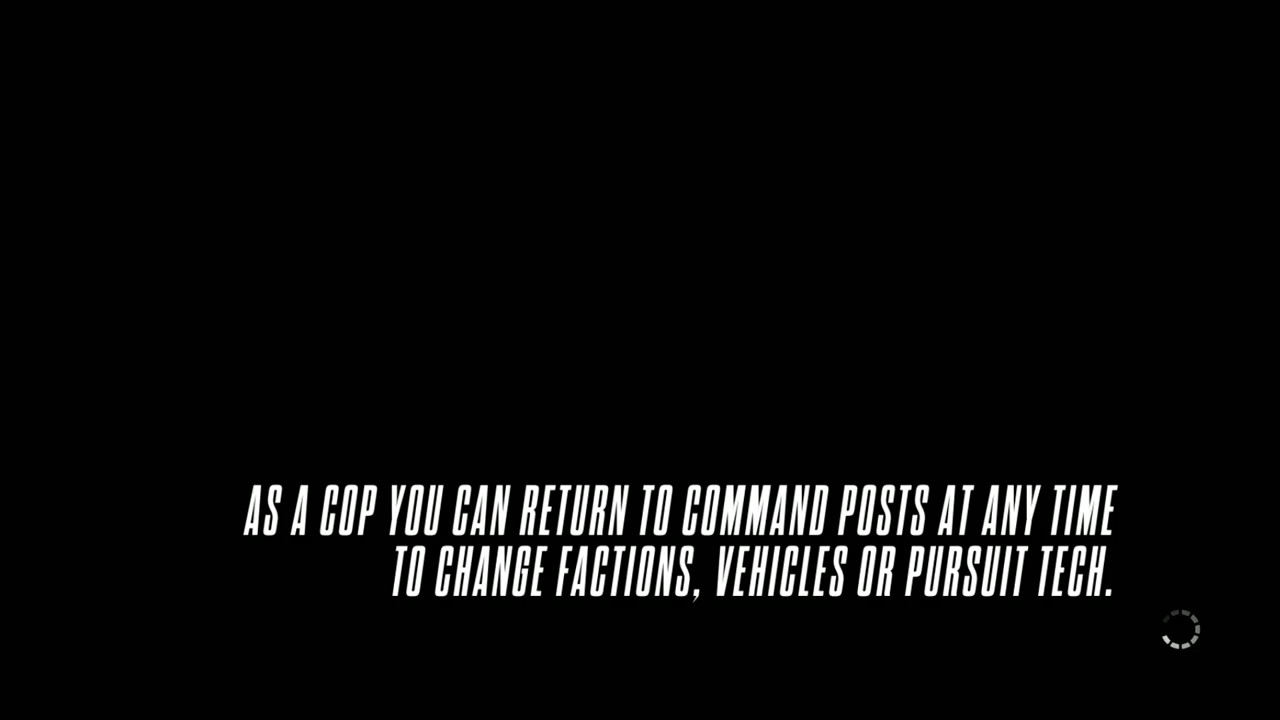 AS A COP YOU CAN RETURN TO COMMAND POSTS AT ANY TIME
TO CHANGE FACTIONS, VEHICLES OR PURSUIT TECH.